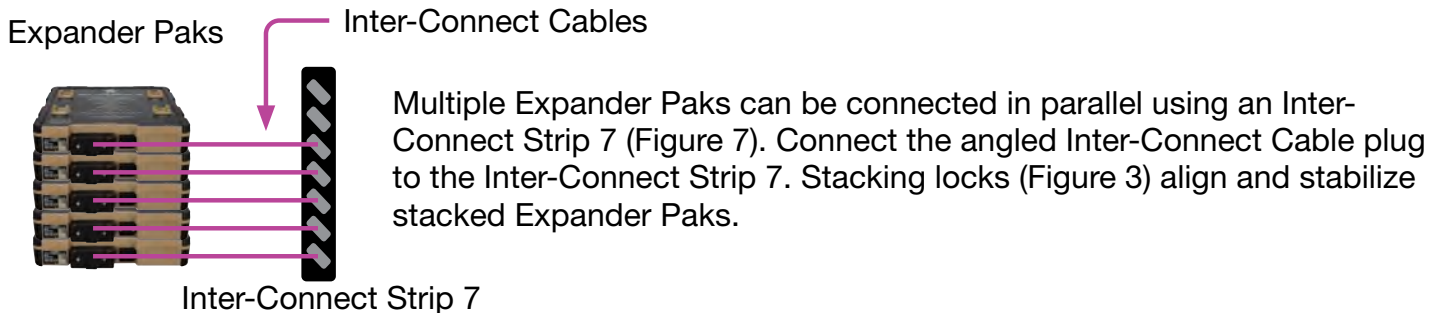 Expander Paks
Inter-Connect Cables
Multiple Expander Paks can be connected in parallel using an Inter-
Connect Strip 7 (Figure 7). Connect the angled Inter-Connect Cable plug
to the Inter-Connect Strip 7. Stacking locks (Figure 3) align and stabilize
stacked Expander Paks.
Inter-Connect Strip 7